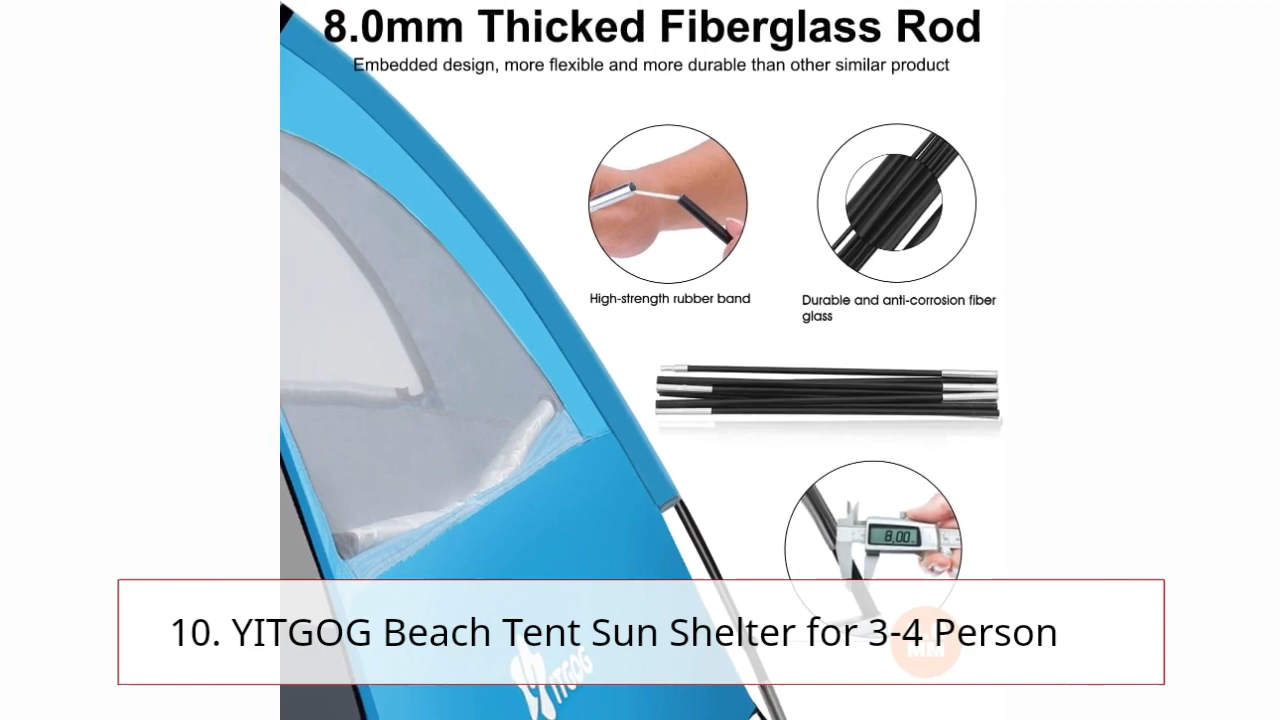 8.0mm Thicked Fiberglass Rod
Embedded design, more flexible and more durable than other similar product
High-strength rubber band
Durable and anti-corrosion fiber
glass
8.00
10. YITGOG Beach Tent Sun Shelter for 3-4 Person
MM
YITGOG